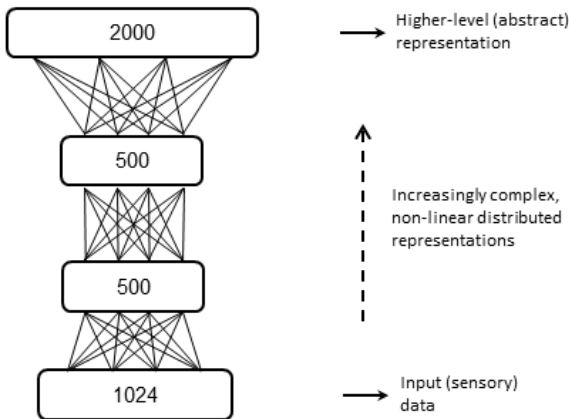 2000
Higher-level (abstract)
representation
500
Increasingly complex,
non-linear distributed
representations
500
1024
Input (sensory)
data